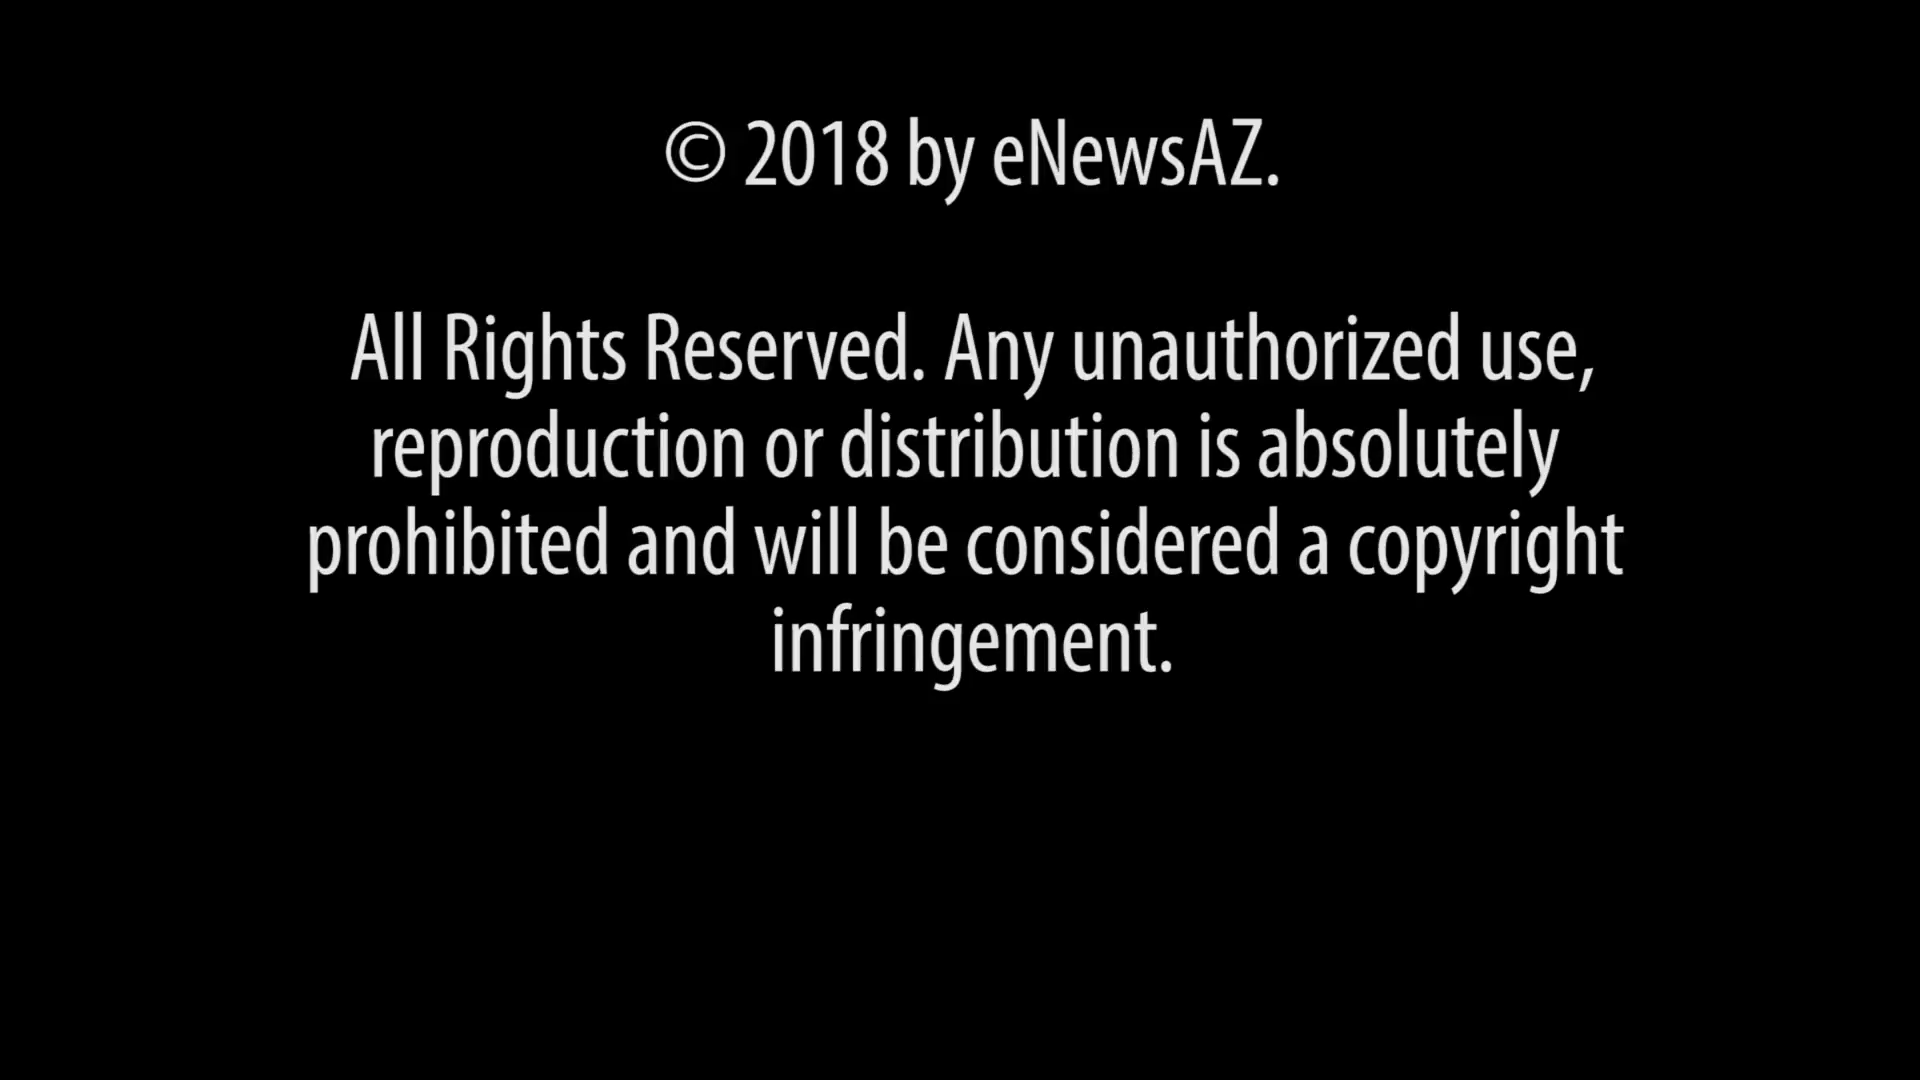 © 2018 by eNewsAZ.
All Rights Reserved. Any unauthorized use,
reproduction or distribution is absolutely
prohibited and will be considered a copyright
infringement.